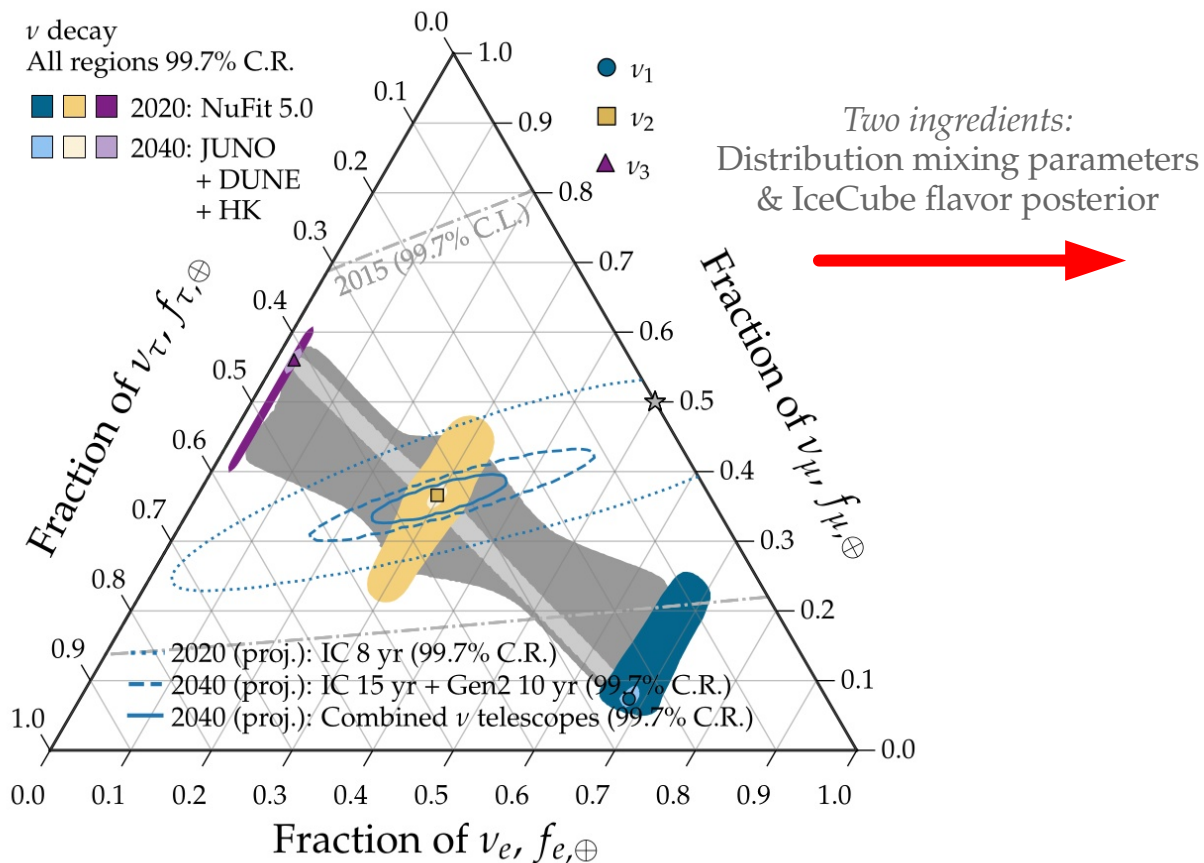 ν decay
All regions 99.7% C.R.
2020: NuFit 5.0
2040: JUNO
+ DUNE
+ HK
ν₁
ν₂
ν₃
Two ingredients:
Distribution mixing parameters
& IceCube flavor posterior
2015 (99.7% C.L.)
Fraction of ν_τ, f_τ,⊕
0.0
0.1
0.2
0.3
0.4
0.5
0.6
0.7
0.8
0.9
1.0
Fraction of ν_μ, f_μ,⊕
1.0
0.9
0.8
0.7
0.6
0.5
0.4
0.3
0.2
0.1
0.0
2020 (proj.): IC 8 yr (99.7% C.R.)
2040 (proj.): IC 15 yr + Gen2 10 yr (99.7% C.R.)
2040 (proj.): Combined ν telescopes (99.7% C.R.)
0.0 0.1 0.2 0.3 0.4 0.5 0.6 0.7 0.8 0.9 1.0
Fraction of ν_e, f_e,⊕